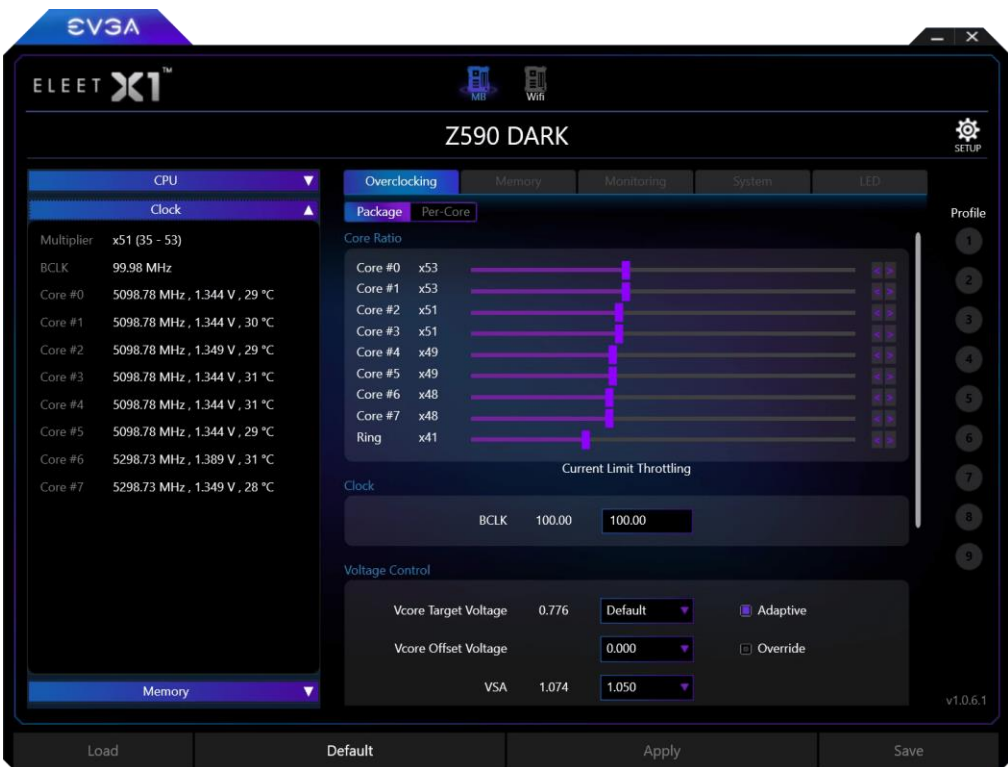 EVGA
ELEET X1™
MB
Wifi
Z590 DARK
SETUP
CPU
Clock
Multiplier x51 (35 - 53)
BCLK 99.98 MHz
Core #0 5098.78 MHz , 1.344 V , 29 °C
Core #1 5098.78 MHz , 1.344 V , 30 °C
Core #2 5098.78 MHz , 1.349 V , 29 °C
Core #3 5098.78 MHz , 1.344 V , 31 °C
Core #4 5098.78 MHz , 1.344 V , 31 °C
Core #5 5098.78 MHz , 1.344 V , 29 °C
Core #6 5298.73 MHz , 1.389 V , 31 °C
Core #7 5298.73 MHz , 1.349 V , 28 °C
Memory
Overclocking Memory Monitoring System LED
Package Per-Core
Core Ratio
Core #0 x53 < >
Core #1 x53 < >
Core #2 x51 < >
Core #3 x51 < >
Core #4 x49 < >
Core #5 x49 < >
Core #6 x48 < >
Core #7 x48 < >
Ring x41 < >
Current Limit Throttling
Clock
BCLK 100.00 100.00
Voltage Control
Vcore Target Voltage 0.776 Default Adaptive
Vcore Offset Voltage 0.000 Override
VSA 1.074 1.050
Profile
1
2
3
4
5
6
7
8
9
v1.0.6.1
Load Default Apply Save